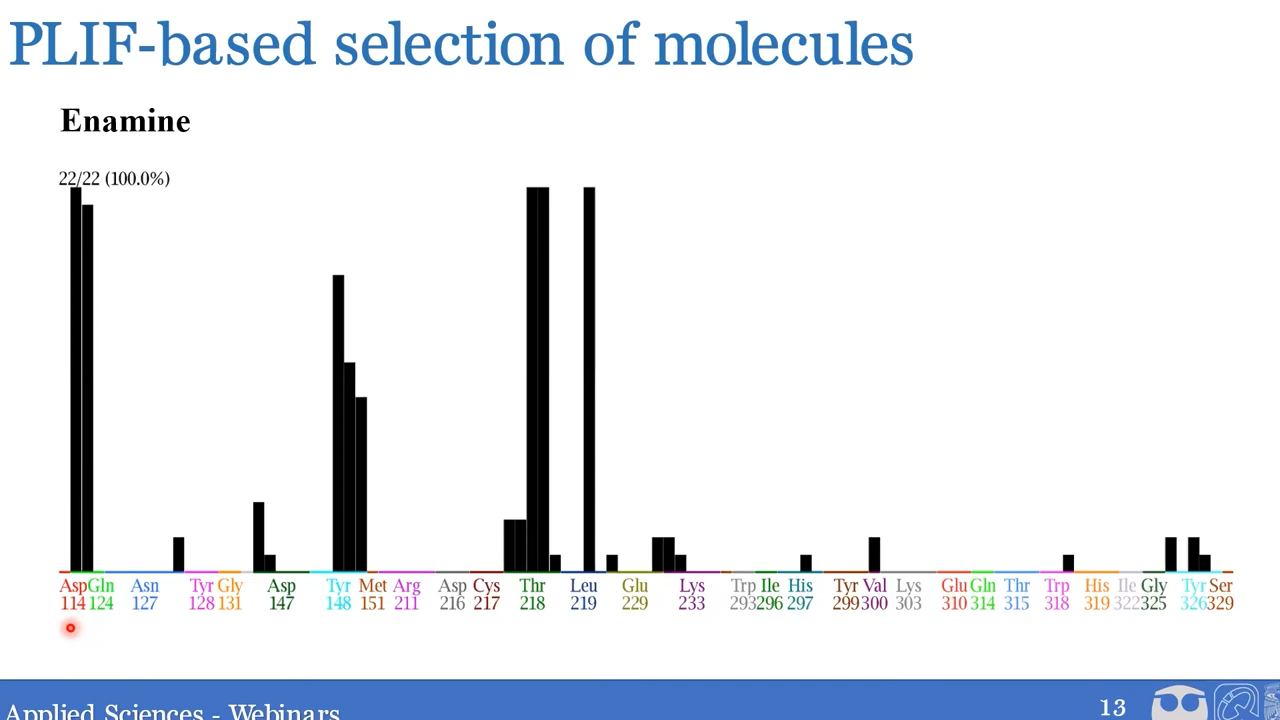 PLIF-based selection of molecules
Enamine
22/22 (100.0%)
Asp Gln Asn Tyr Gly Asp Tyr Met Arg Asp Cys Thr Leu Glu Lys Trp Ile His Tyr Val Lys Glu Gln Thr Trp His Ile Gly Tyr Ser
114 124 127 128 131 147 148 151 211 216 217 218 219 229 233 293 296 297 299 300 303 310 314 315 318 319 322 325 326 329
Applied Sciences - Webinars
13